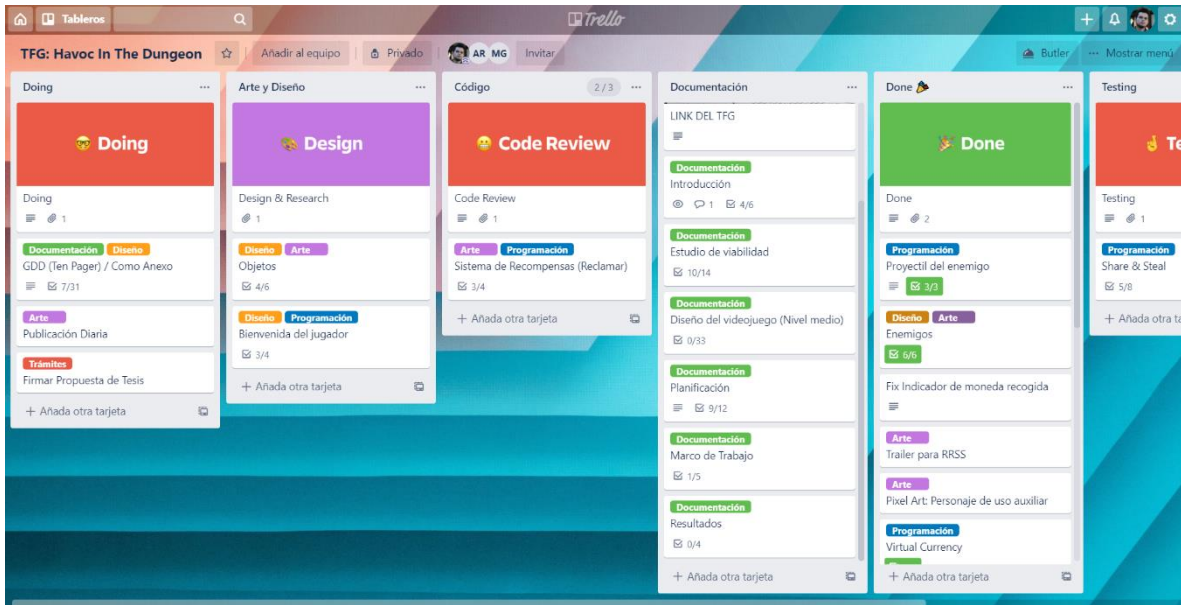 Tableros
Trello
TFG: Havoc In The Dungeon
Añadir al equipo
Privado
AR MG
Invitar
Butler
Mostrar menú
Doing
Doing
Doing
1
Documentación Diseño
GDD (Ten Pager) / Como Anexo
7/31
Arte
Publicación Diaria
Trámites
Firmar Propuesta de Tesis
+ Añada otra tarjeta
Arte y Diseño
Design
Design & Research
1
Diseño Arte
Objetos
4/6
Diseño Programación
Bienvenida del jugador
3/4
+ Añada otra tarjeta
Código 2/3
Code Review
Code Review
1
Arte Programación
Sistema de Recompensas (Reclamar)
3/4
+ Añada otra tarjeta
Documentación
LINK DEL TFG
Documentación
Introducción
1 4/6
Documentación
Estudio de viabilidad
10/14
Documentación
Diseño del videojuego (Nivel medio)
0/33
Documentación
Planificación
9/12
Documentación
Marco de Trabajo
1/5
Documentación
Resultados
0/4
+ Añada otra tarjeta
Done
Done
Done
2
Programación
Proyectil del enemigo
3/3
Diseño Arte
Enemigos
6/6
Fix Indicador de moneda recogida
Arte
Trailer para RRSS
Arte
Pixel Art: Personaje de uso auxiliar
Programación
Virtual Currency
+ Añada otra tarjeta
Testing
Te
Testing
1
Programación
Share & Steal
5/8
+ Añada otra ta